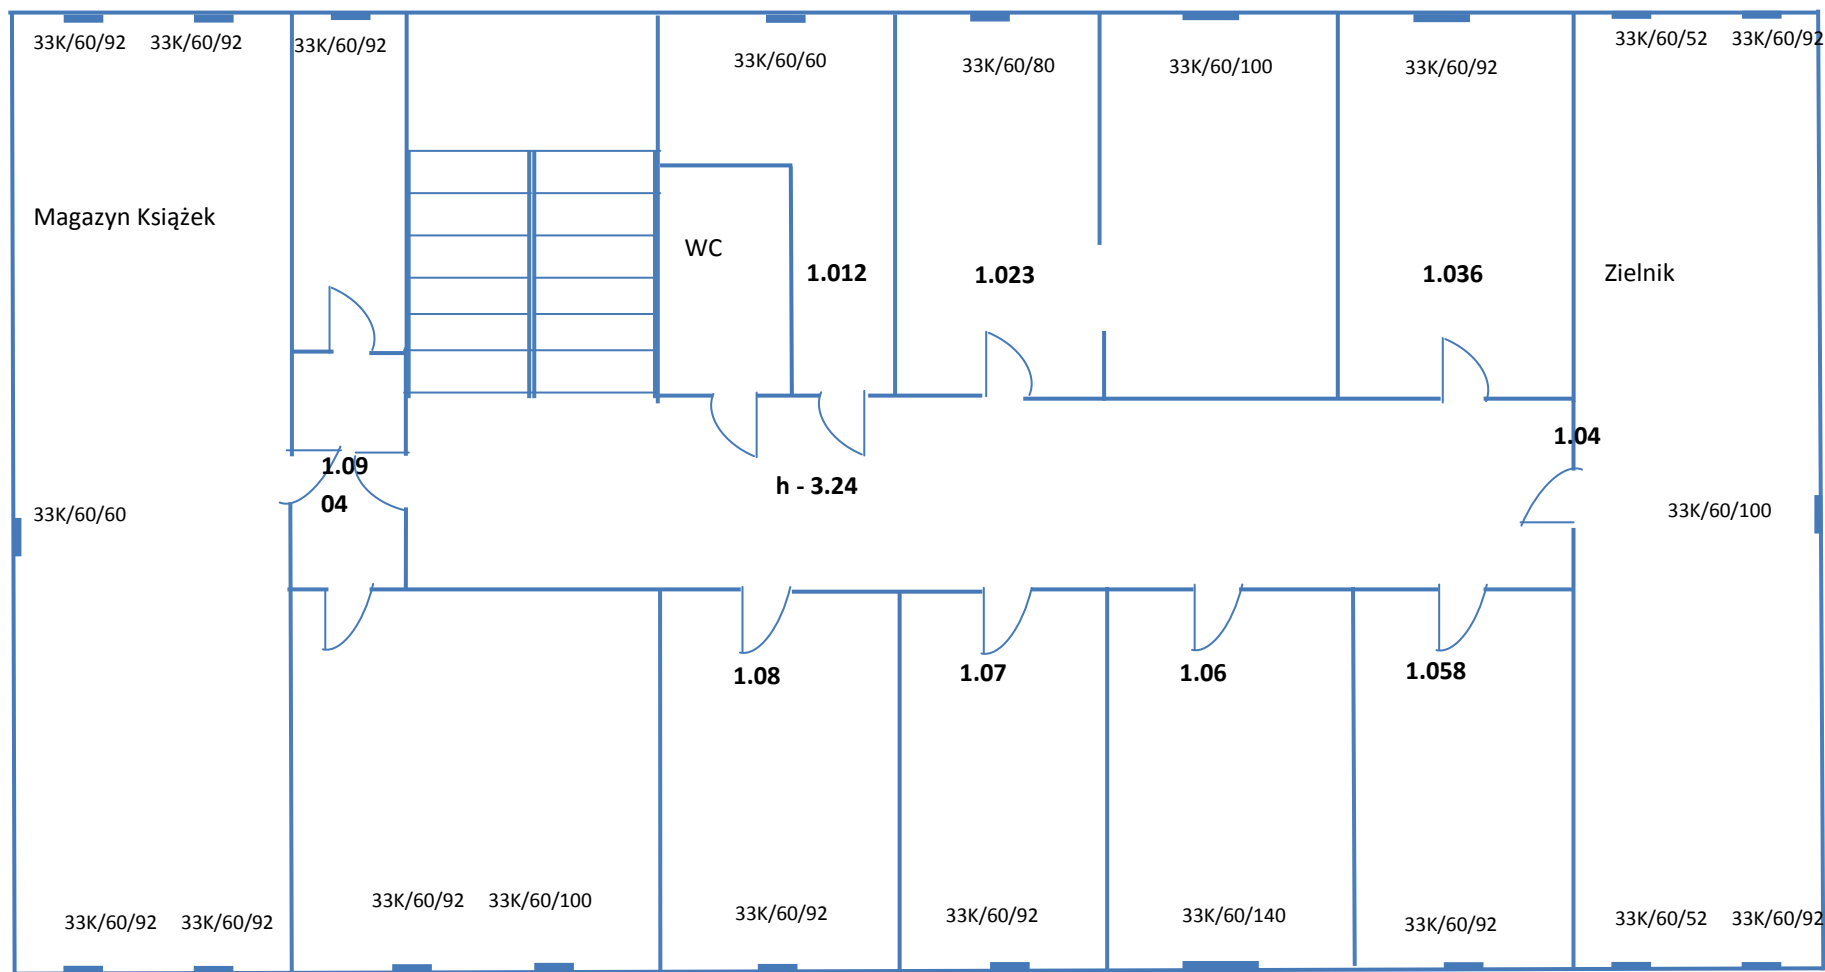 33K/60/92 33K/60/92 33K/60/92 33K/60/60 33K/60/80 33K/60/100 33K/60/92 33K/60/52 33K/60/92
Magazyn Książek
WC
1.012
1.023
1.036
Zielnik
1.04
1.09
04
h - 3.24
33K/60/60
33K/60/100
1.08
1.07
1.06
1.058
33K/60/92 33K/60/92 33K/60/92 33K/60/100 33K/60/92 33K/60/92 33K/60/140 33K/60/92 33K/60/52 33K/60/92